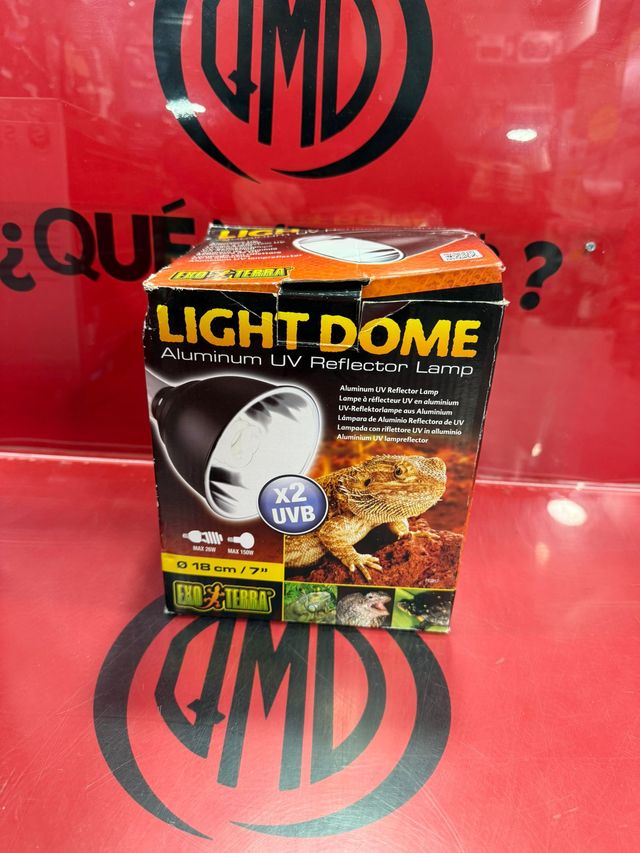 QMD
¿QUÉ
?
EXO TERRA
LIGHT DOME
Aluminum UV Reflector Lamp
Aluminum UV Reflector Lamp
Lampe à réflecteur UV en aluminium
UV-Reflektorlampe aus Aluminium
Lámpara de Aluminio Reflectora de UV
Lampada con riflettore UV in alluminio
Aluminium UV lampreflector
x2
UVB
MAX 26W
MAX 150W
Ø 18 cm / 7"
EXO TERRA
QMD